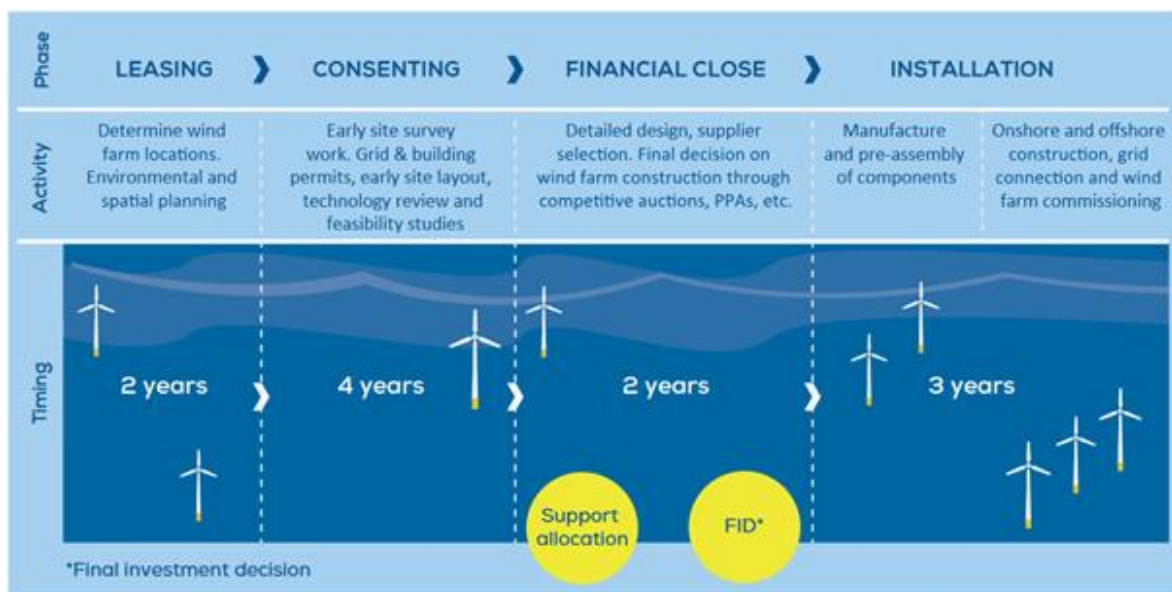 Phase
LEASING
CONSENTING
FINANCIAL CLOSE
INSTALLATION
Activity
Determine wind
farm locations.
Environmental and
spatial planning
Early site survey
work. Grid & building
permits, early site layout,
technology review and
feasibility studies
Detailed design, supplier
selection. Final decision on
wind farm construction through
competitive auctions, PPAs, etc.
Manufacture
and pre-assembly
of components
Onshore and offshore
construction, grid
connection and wind
farm commissioning
Timing
2 years
4 years
2 years
3 years
Support
allocation
FID*
*Final investment decision